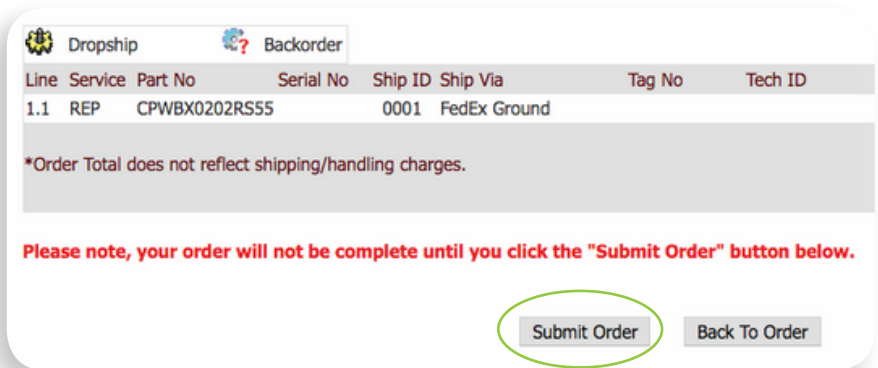 Dropship ? Backorder
Line Service Part No Serial No Ship ID Ship Via Tag No Tech ID
1.1 REP CPWBX0202RS55 0001 FedEx Ground
*Order Total does not reflect shipping/handling charges.
Please note, your order will not be complete until you click the "Submit Order" button below.
Submit Order Back To Order